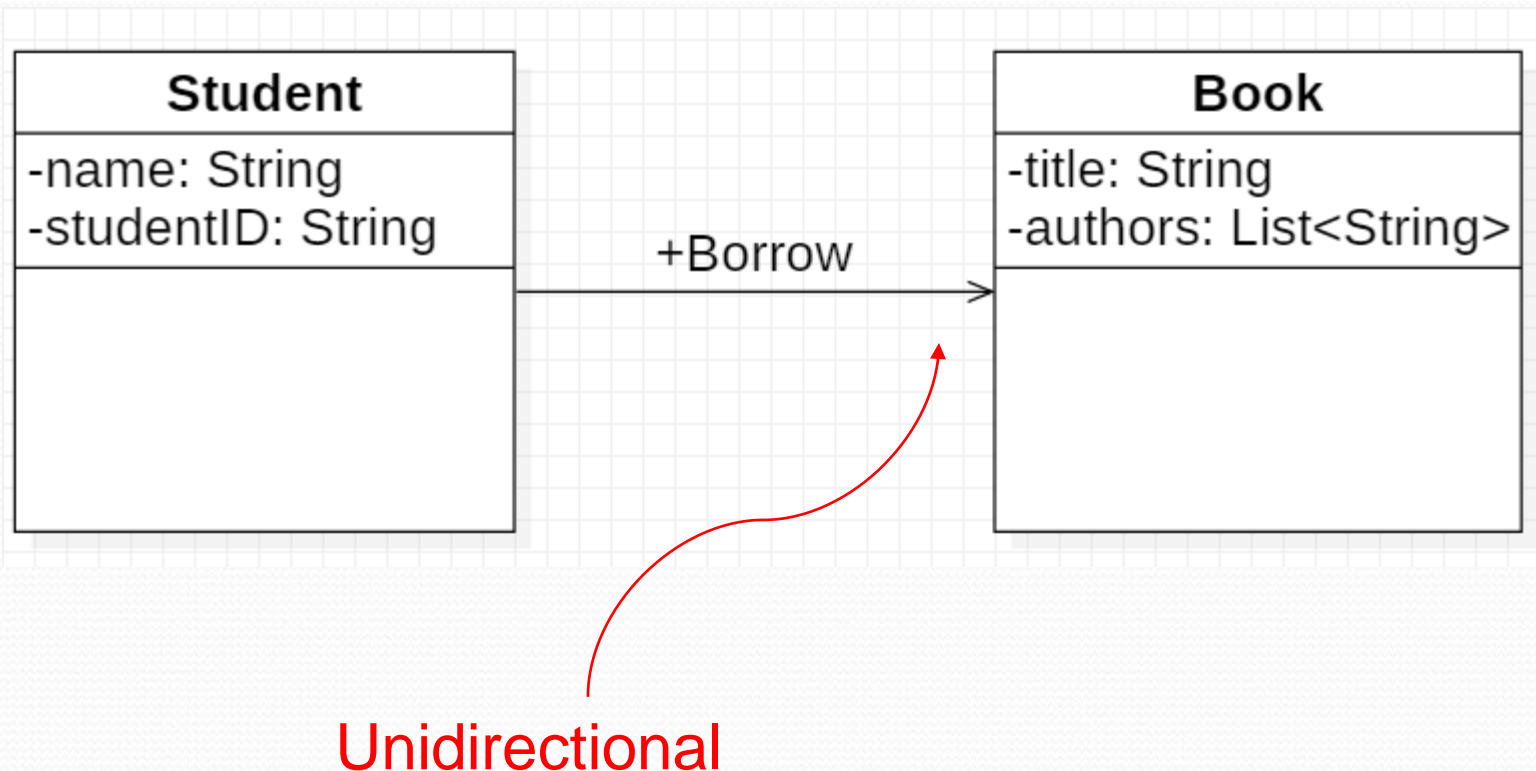 Student
-name: String
-studentID: String
+Borrow
Book
-title: String
-authors: List<String>
Unidirectional